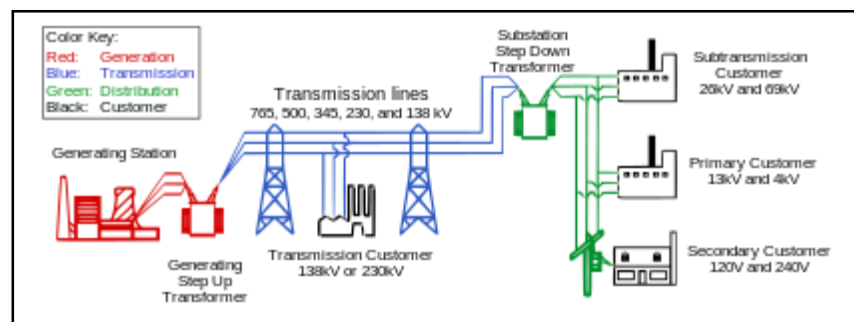 Color Key:
Red: Generation
Blue: Transmission
Green: Distribution
Black: Customer
Generating Station
Generating
Step Up
Transformer
Transmission lines
765, 500, 345, 230, and 138 kV
Transmission Customer
138kV or 230kV
Substation
Step Down
Transformer
Subtransmission
Customer
26kV and 69kV
Primary Customer
13kV and 4kV
Secondary Customer
120V and 240V